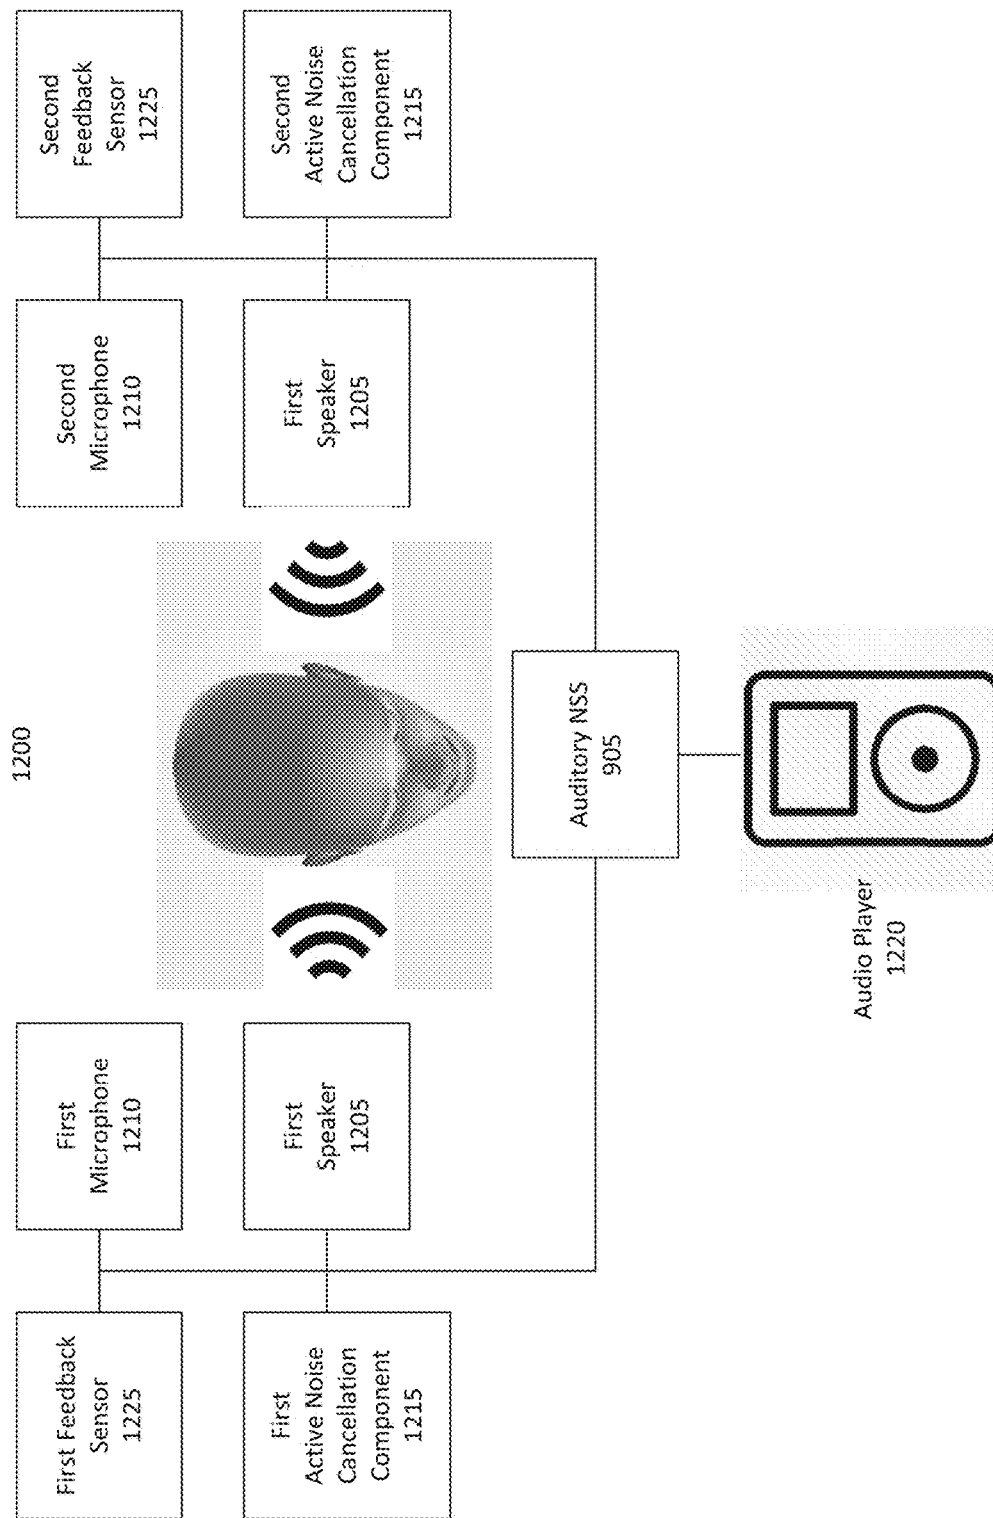 1200
First Feedback
Sensor
1225
First
Microphone
1210
Second
Microphone
1210
Second
Feedback
Sensor
1225
First
Active Noise
Cancellation
Component
1215
First
Speaker
1205
First
Speaker
1205
Second
Active Noise
Cancellation
Component
1215
Auditory NSS
905
Audio Player
1220